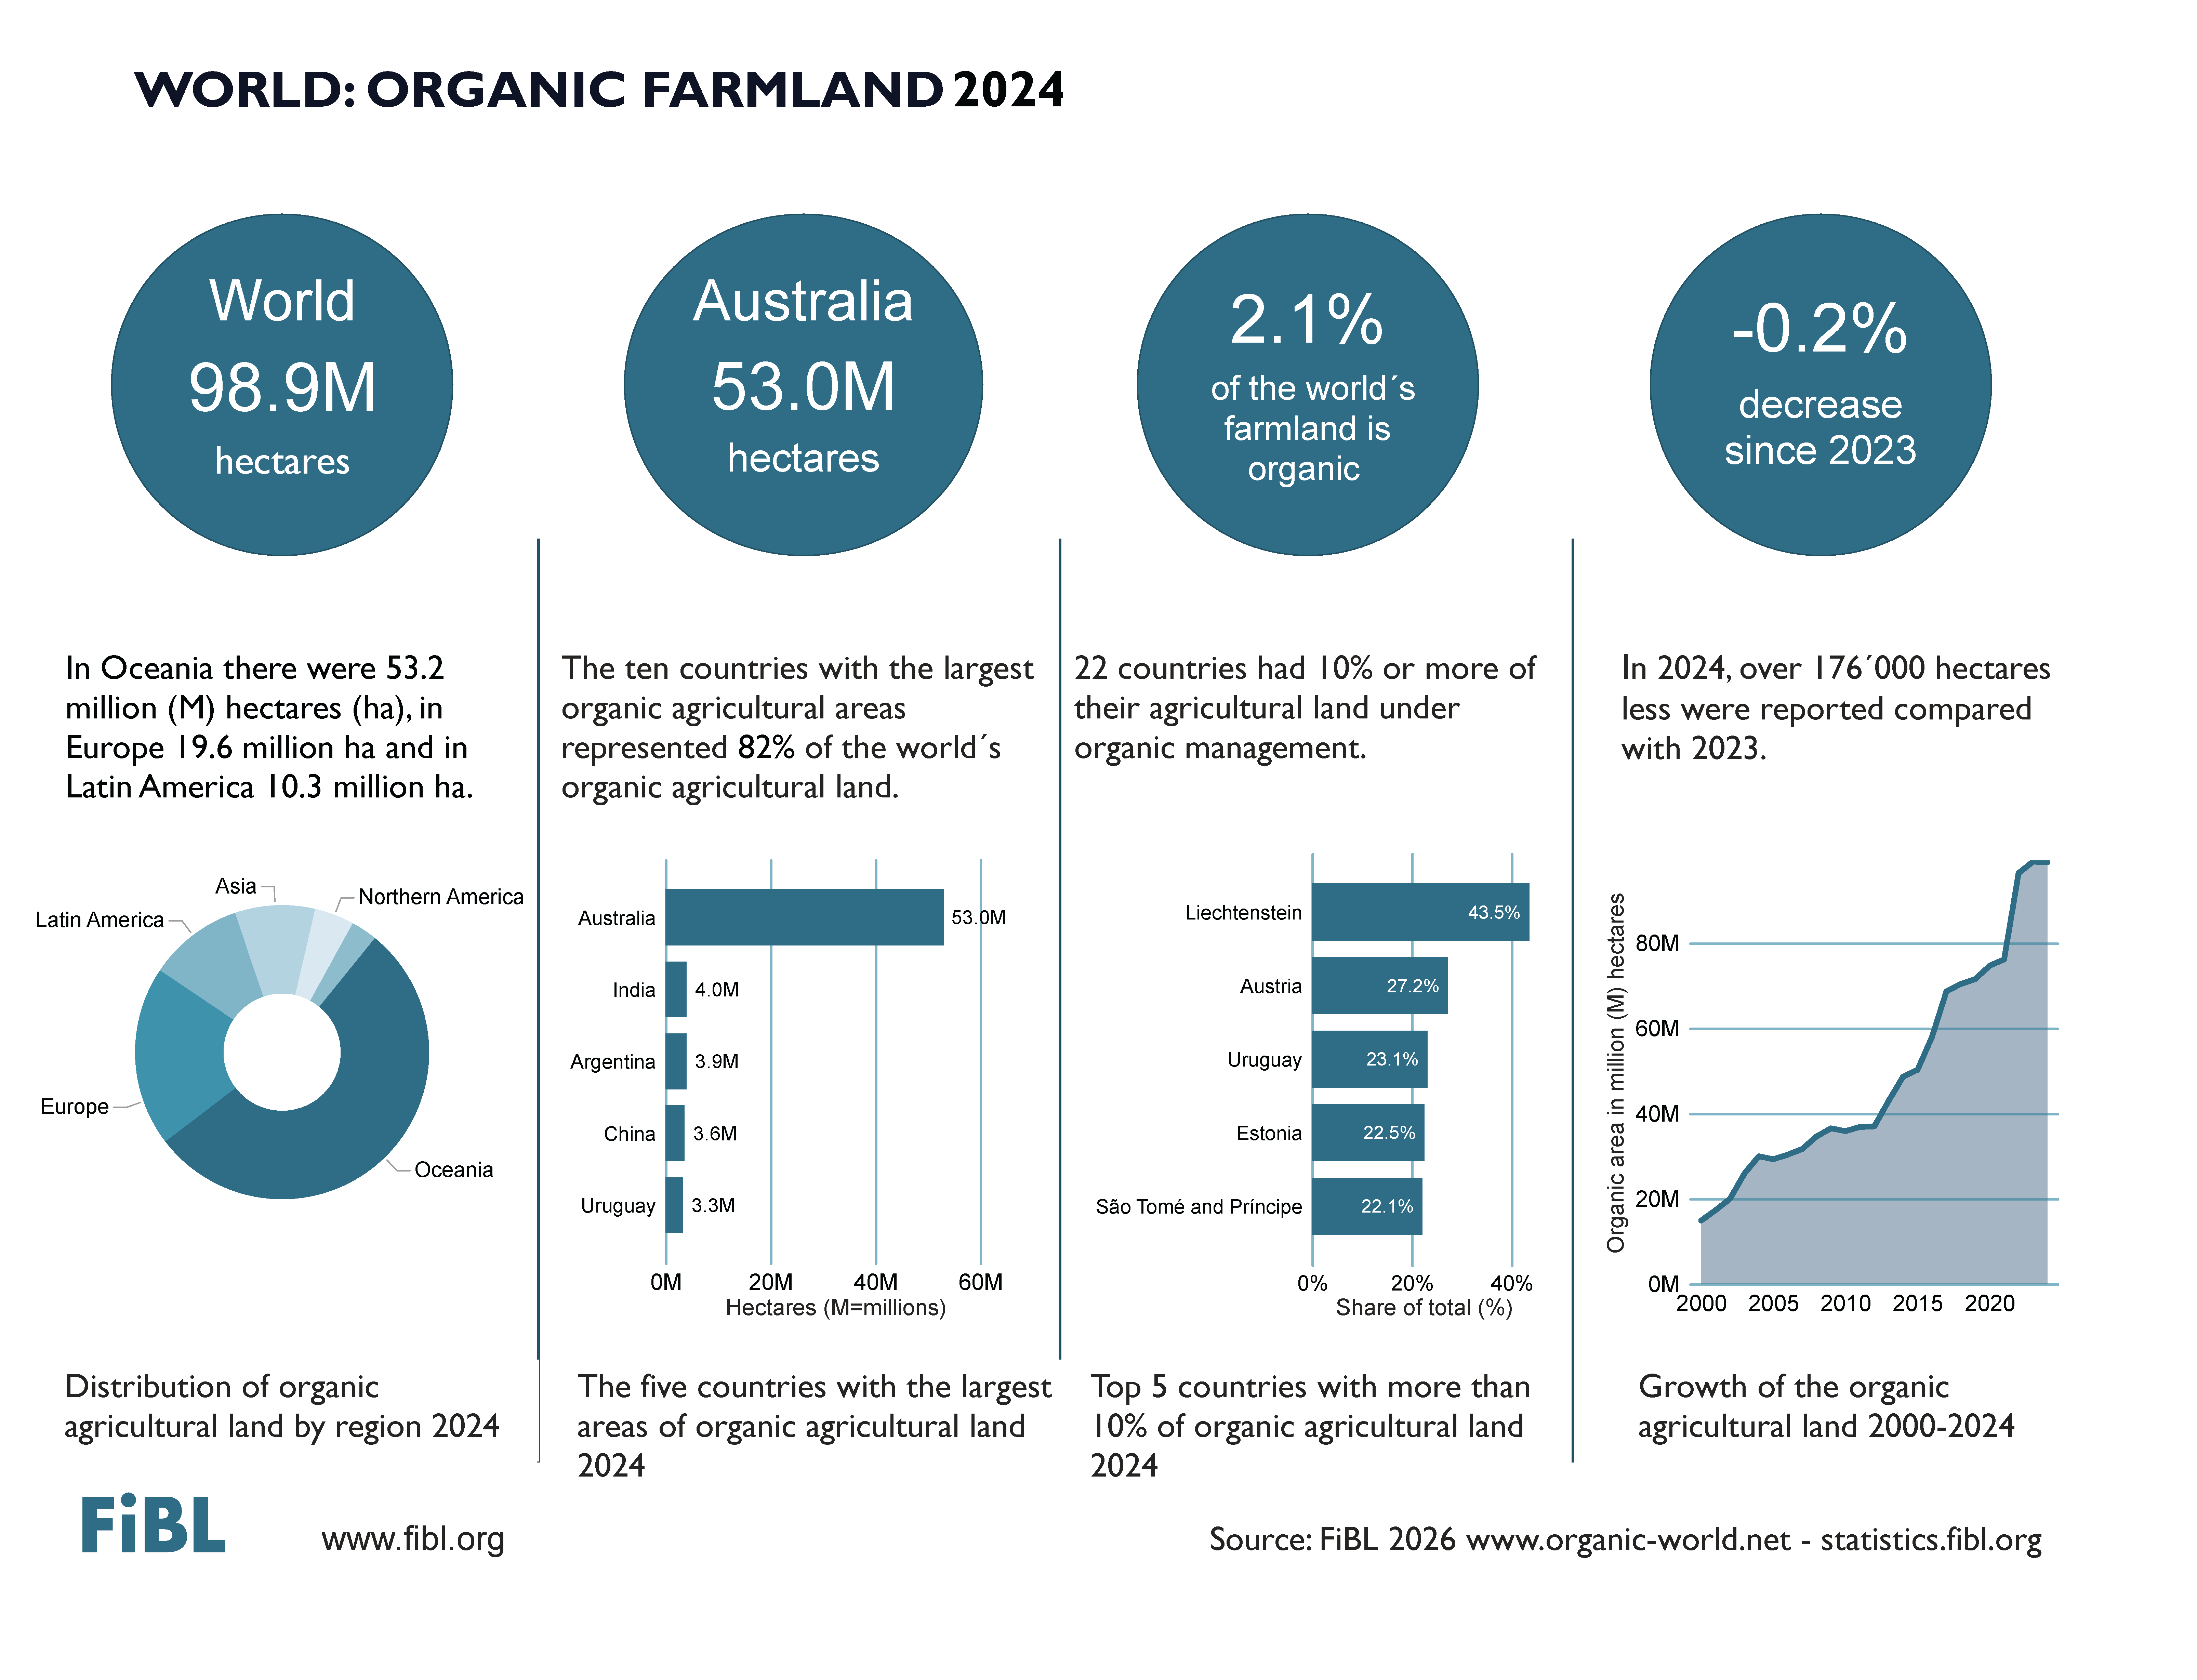 WORLD: ORGANIC FARMLAND 2024
World
98.9M
hectares
Australia
53.0M
hectares
2.1%
of the world´s
farmland is
organic
-0.2%
decrease
since 2023
In Oceania there were 53.2
million (M) hectares (ha), in
Europe 19.6 million ha and in
Latin America 10.3 million ha.
The ten countries with the largest
organic agricultural areas
represented 82% of the world´s
organic agricultural land.
22 countries had 10% or more of
their agricultural land under
organic management.
In 2024, over 176´000 hectares
less were reported compared
with 2023.
Asia
Northern America
Latin America
Europe
Oceania
Australia
53.0M
India
4.0M
Argentina
3.9M
China
3.6M
Uruguay
3.3M
0M 20M 40M 60M
Hectares (M=millions)
Liechtenstein
43.5%
Austria
27.2%
Uruguay
23.1%
Estonia
22.5%
São Tomé and Príncipe
22.1%
0% 20% 40%
Share of total (%)
Organic area in million (M) hectares
80M
60M
40M
20M
0M
2000 2005 2010 2015 2020
Distribution of organic
agricultural land by region 2024
The five countries with the largest
areas of organic agricultural land
2024
Top 5 countries with more than
10% of organic agricultural land
2024
Growth of the organic
agricultural land 2000-2024
FiBL
www.fibl.org
Source: FiBL 2026 www.organic-world.net - statistics.fibl.org